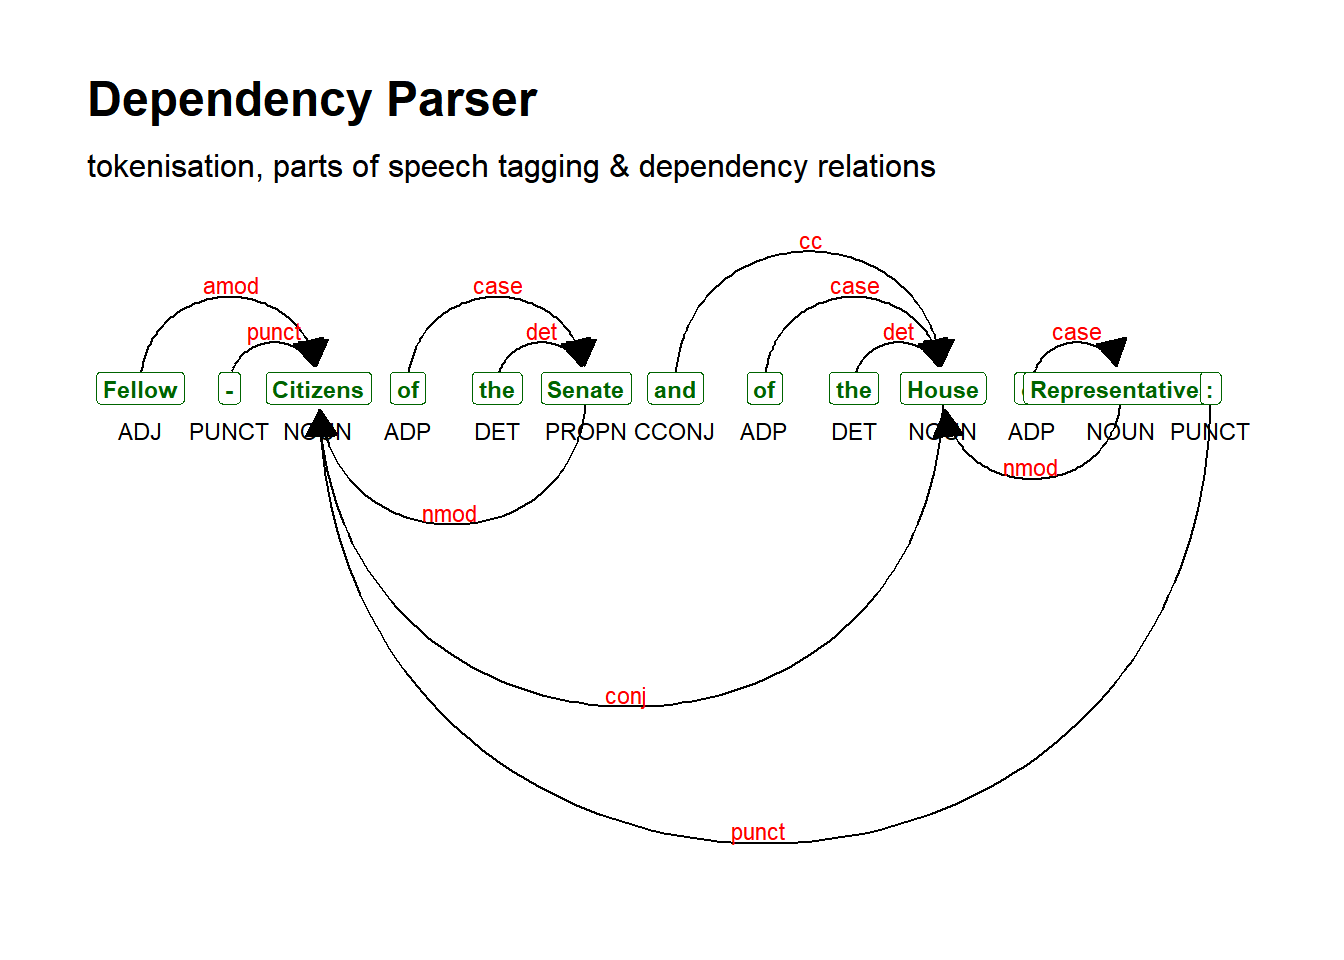 Dependency Parser
tokenisation, parts of speech tagging & dependency relations
cc
amod case case
punct det det case
Fellow - Citizens of the Senate and of the House Representative :
ADJ PUNCT NOUN ADP DET PROPN CCONJ ADP DET NOUN ADP NOUN PUNCT
nmod
nmod
conj
punct